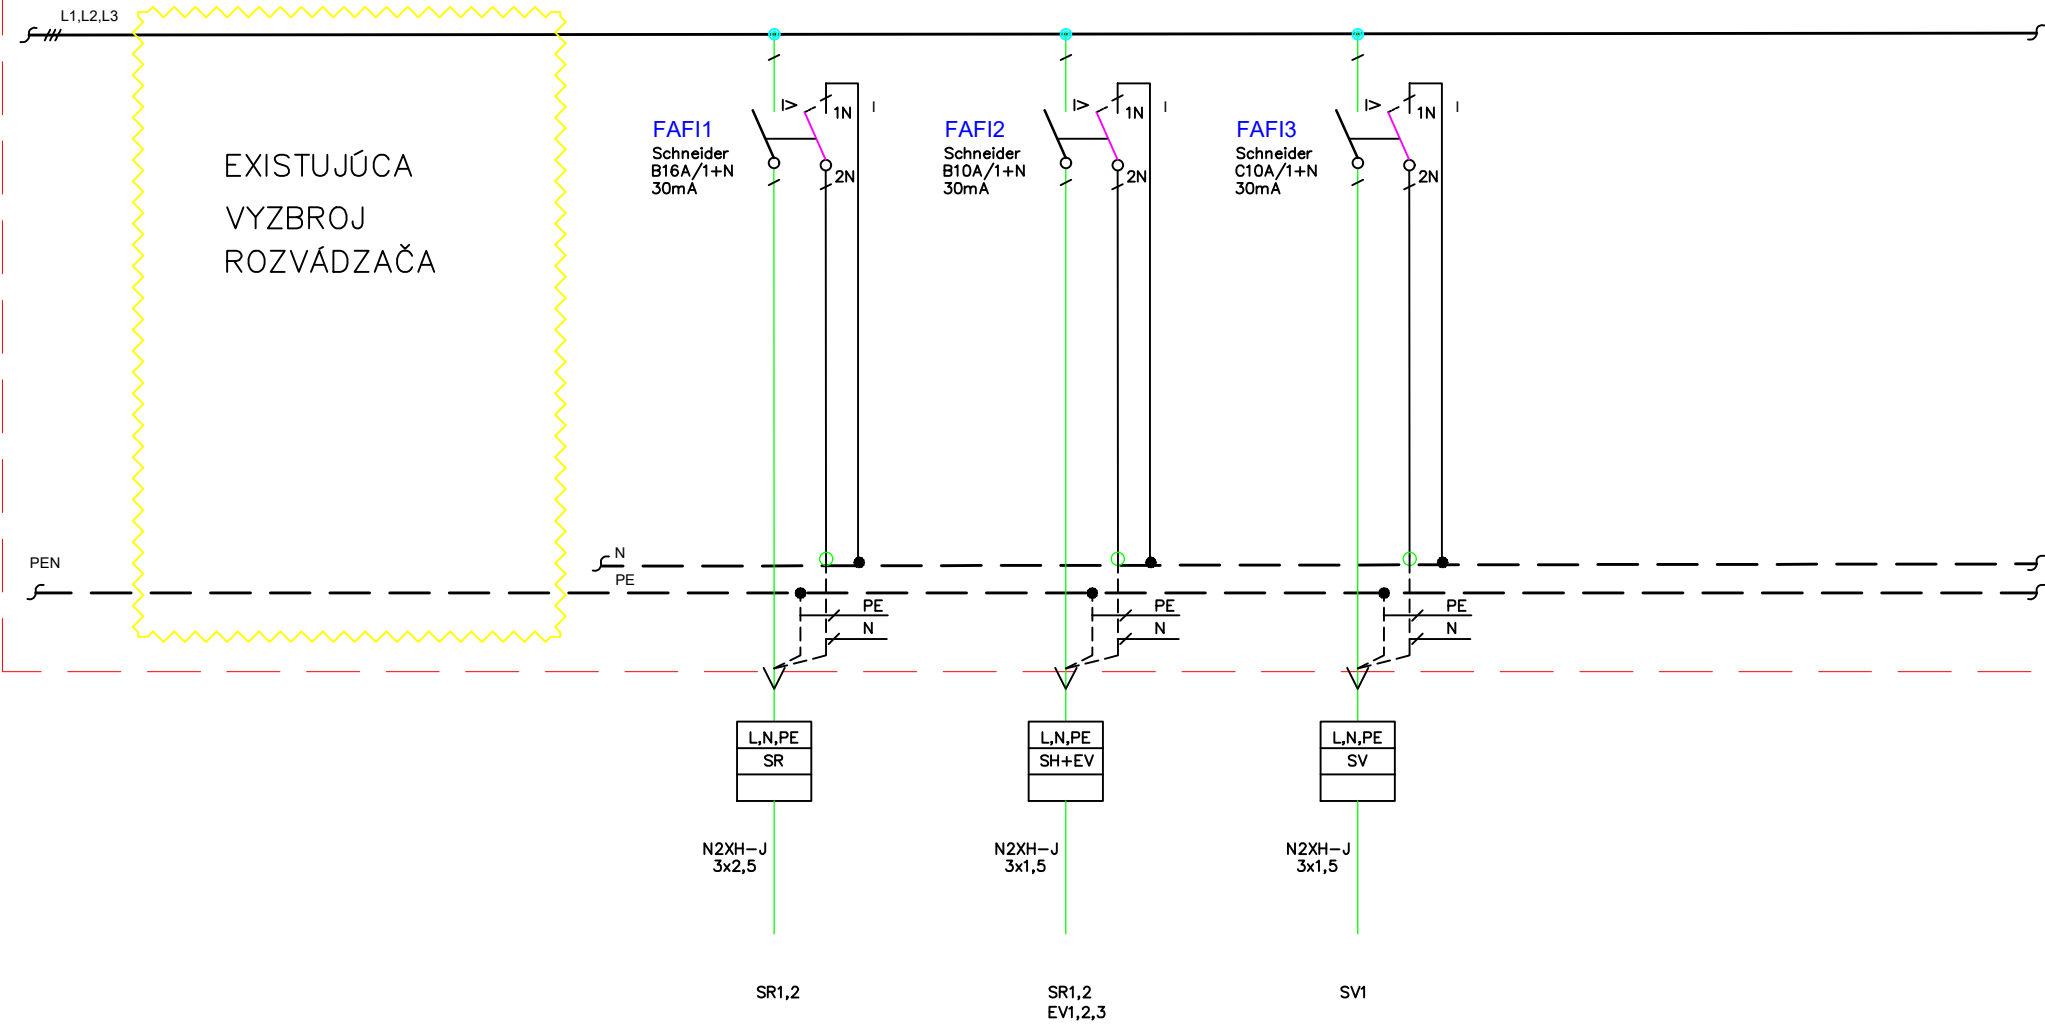 L1,L2,L3
EXISTUJÚCA
VYZBROJ
ROZVÁDZAČA
FAFI1
Schneider
B16A/1+N
30mA
I>
1N
I
2N
FAFI2
Schneider
B10A/1+N
30mA
I>
1N
I
2N
FAFI3
Schneider
C10A/1+N
30mA
I>
1N
I
2N
PEN
N
PE
PE
N
PE
N
PE
N
L,N,PE
SR
L,N,PE
SH+EV
L,N,PE
SV
N2XH-J
3x2,5
N2XH-J
3x1,5
N2XH-J
3x1,5
SR1,2
SR1,2
EV1,2,3
SV1